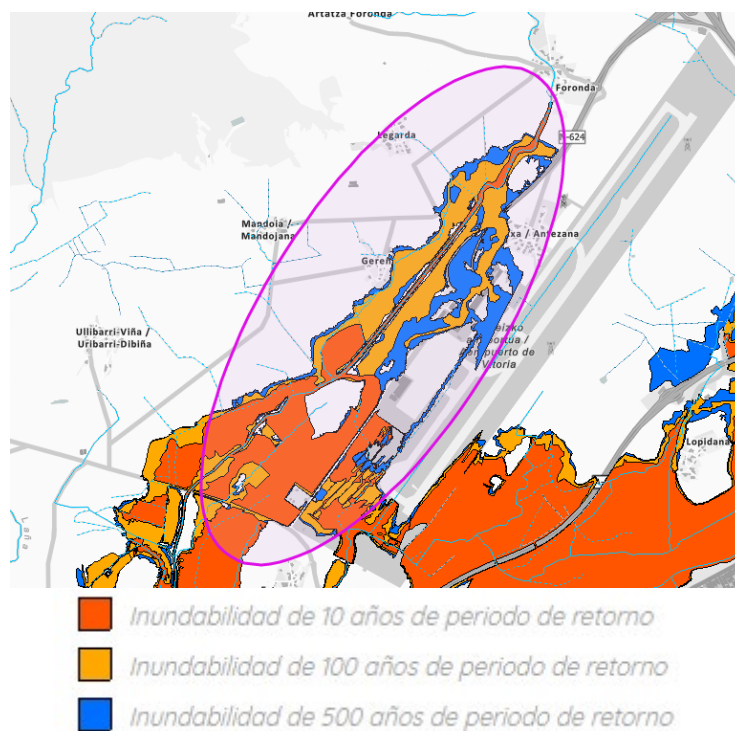 Artatza Foronda
Foronda
N-624
Legarda
Mandoia /
Mandojana
/ Antezana
Ullibarri-Viña /
Uribarri-Dibiña
Vitoria
Lopidana
Inundabilidad de 10 años de periodo de retorno
Inundabilidad de 100 años de periodo de retorno
Inundabilidad de 500 años de periodo de retorno